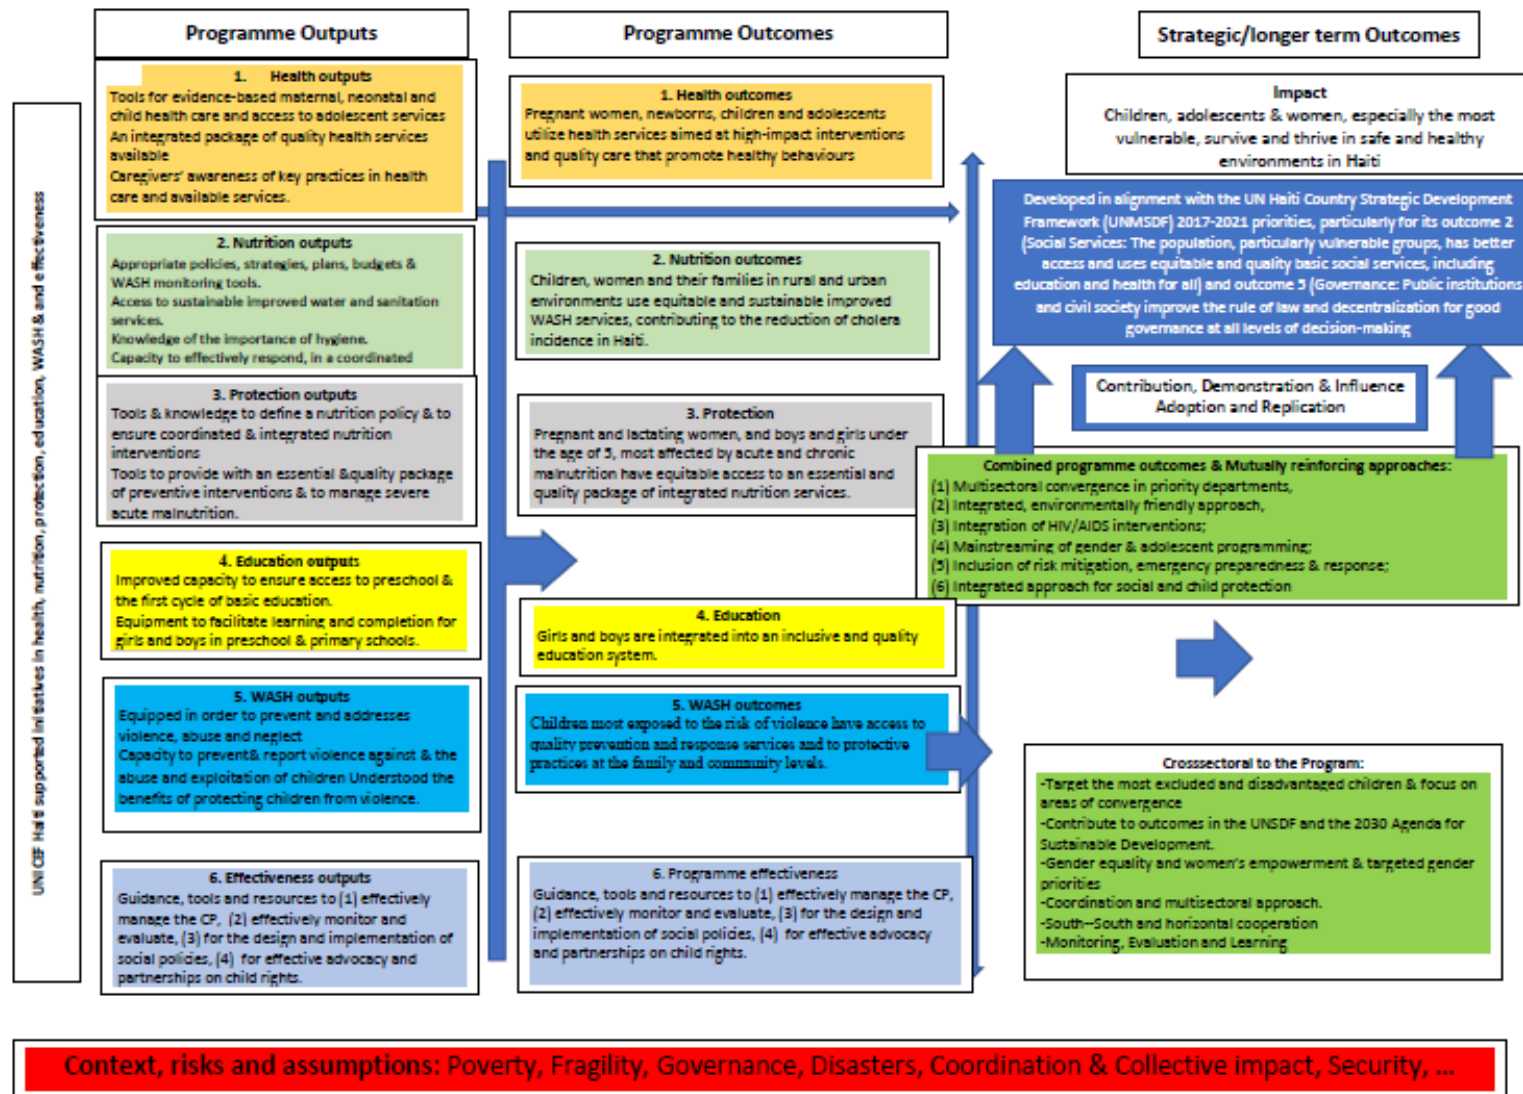 UNICEF Haiti supported initiatives in health, nutrition, protection, education, WASH & and effectiveness
Programme Outputs
1. Health outputs
Tools for evidence-based maternal, neonatal and
child health care and access to adolescent services
An integrated package of quality health services
available
Caregivers' awareness of key practices in health
care and available services.
2. Nutrition outputs
Appropriate policies, strategies, plans, budgets &
WASH monitoring tools.
Access to sustainable improved water and sanitation
services.
Knowledge of the importance of hygiene.
Capacity to effectively respond, in a coordinated
3. Protection outputs
Tools & knowledge to define a nutrition policy & to
ensure coordinated & integrated nutrition
interventions
Tools to provide with an essential &quality package
of preventive interventions & to manage severe
acute malnutrition.
4. Education outputs
Improved capacity to ensure access to preschool &
the first cycle of basic education.
Equipment to facilitate learning and completion for
girls and boys in preschool & primary schools.
5. WASH outputs
Equipped in order to prevent and addresses
violence, abuse and neglect
Capacity to prevent& report violence against & the
abuse and exploitation of children Understood the
benefits of protecting children from violence.
6. Effectiveness outputs
Guidance, tools and resources to (1) effectively
manage the CP, (2) effectively monitor and
evaluate, (3) for the design and implementation of
social policies, (4) for effective advocacy and
partnerships on child rights.
Programme Outcomes
1. Health outcomes
Pregnant women, newborns, children and adolescents
utilize health services aimed at high-impact interventions
and quality care that promote healthy behaviours
2. Nutrition outcomes
Children, women and their families in rural and urban
environments use equitable and sustainable improved
WASH services, contributing to the reduction of cholera
incidence in Haiti.
3. Protection
Pregnant and lactating women, and boys and girls under
the age of 5, most affected by acute and chronic
malnutrition have equitable access to an essential and
quality package of integrated nutrition services.
4. Education
Girls and boys are integrated into an inclusive and quality
education system.
5. WASH outcomes
Children most exposed to the risk of violence have access to
quality prevention and response services and to protective
practices at the family and community levels.
6. Programme effectiveness
Guidance, tools and resources to (1) effectively manage the CP,
(2) effectively monitor and evaluate, (3) for the design and
implementation of social policies, (4) for effective advocacy
and partnerships on child rights.
Strategic/longer term Outcomes
Impact
Children, adolescents & women, especially the most
vulnerable, survive and thrive in safe and healthy
environments in Haiti
Developed in alignment with the UN Haiti Country Strategic Development
Framework (UNMSDF) 2017-2021 priorities, particularly for its outcome 2
(Social Services: The population, particularly vulnerable groups, has better
access and uses equitable and quality basic social services, including
education and health for all) and outcome 5 (Governance: Public institutions
and civil society improve the rule of law and decentralization for good
governance at all levels of decision-making
Contribution, Demonstration & Influence
Adoption and Replication
Combined programme outcomes & Mutually reinforcing approaches:
(1) Multisectoral convergence in priority departments,
(2) Integrated, environmentally friendly approach,
(3) Integration of HIV/AIDS interventions;
(4) Mainstreaming of gender & adolescent programming;
(5) Inclusion of risk mitigation, emergency preparedness & response;
(6) Integrated approach for social and child protection
Crosssectoral to the Program:
-Target the most excluded and disadvantaged children & focus on
areas of convergence
-Contribute to outcomes in the UNSDF and the 2030 Agenda for
Sustainable Development.
-Gender equality and women's empowerment & targeted gender
priorities
-Coordination and multisectoral approach.
-South--South and horizontal cooperation
-Monitoring, Evaluation and Learning
Context, risks and assumptions: Poverty, Fragility, Governance, Disasters, Coordination & Collective impact, Security, ...